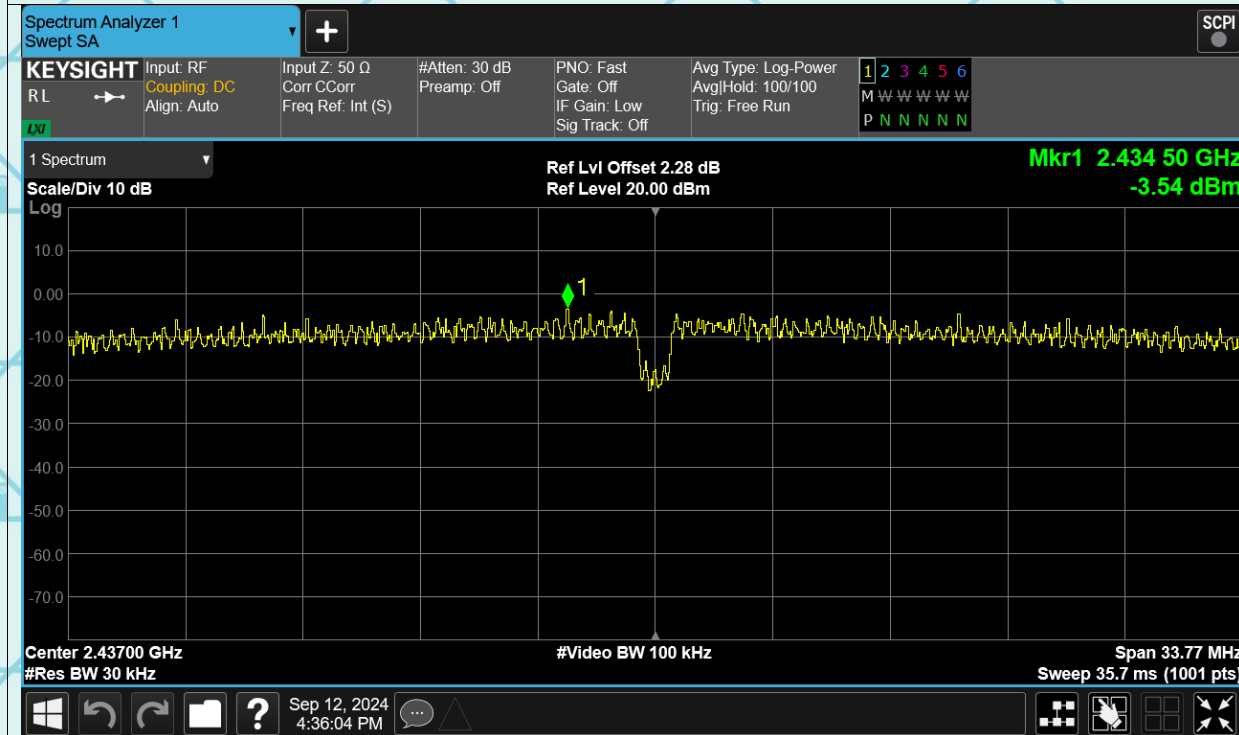 Spectrum Analyzer 1
Swept SA
+
SCPI
KEYSIGHT
R L
LXI
Input: RF
Coupling: DC
Align: Auto
Input Z: 50 Ω
Corr CCorr
Freq Ref: Int (S)
#Atten: 30 dB
Preamp: Off
PNO: Fast
Gate: Off
IF Gain: Low
Sig Track: Off
Avg Type: Log-Power
Avg|Hold: 100/100
Trig: Free Run
1 2 3 4 5 6
M W W W W W
P N N N N N
1 Spectrum
Scale/Div 10 dB
Ref Lvl Offset 2.28 dB
Ref Level 20.00 dBm
Mkr1 2.434 50 GHz
-3.54 dBm
Log
10.0
0.00
-10.0
-20.0
-30.0
-40.0
-50.0
-60.0
-70.0
1
Center 2.43700 GHz
#Res BW 30 kHz
#Video BW 100 kHz
Span 33.77 MHz
Sweep 35.7 ms (1001 pts)
?
Sep 12, 2024
4:36:04 PM